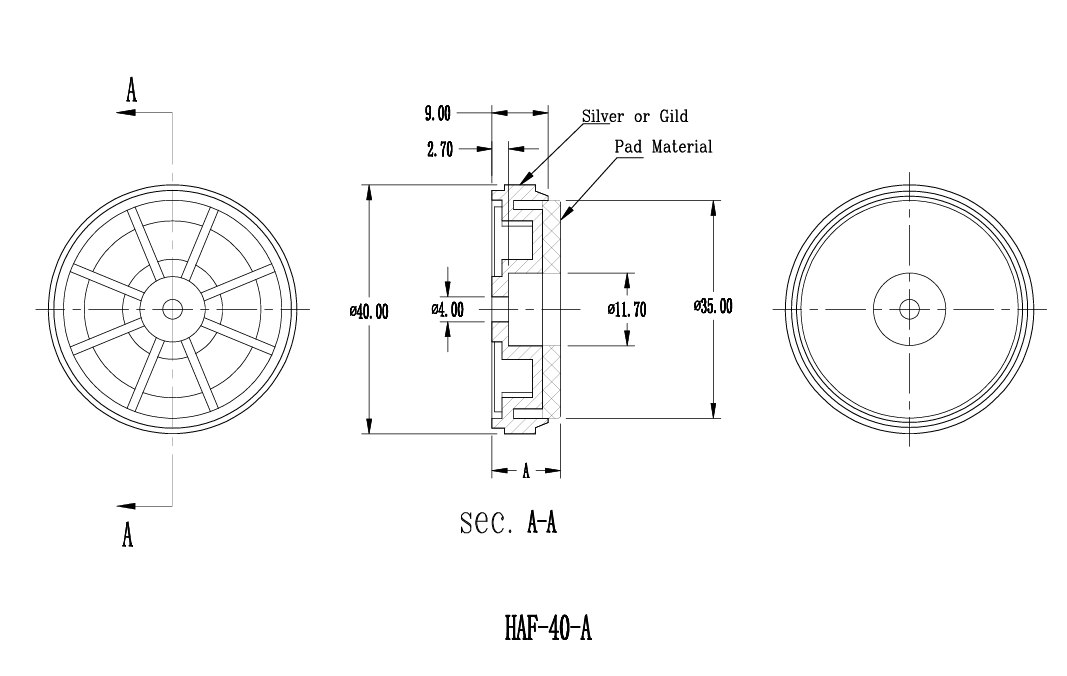 A
9.00
Silver or Gild
2.70
Pad Material
ø40.00
ø4.00
ø11.70
ø35.00
A
A
sec. A-A
A
HAF-40-A